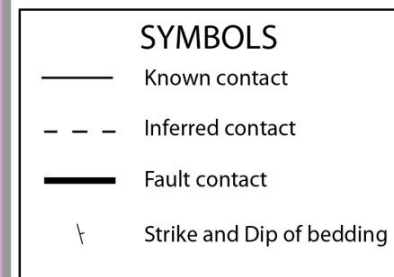 SYMBOLS
Known contact
Inferred contact
Fault contact
Strike and Dip of bedding